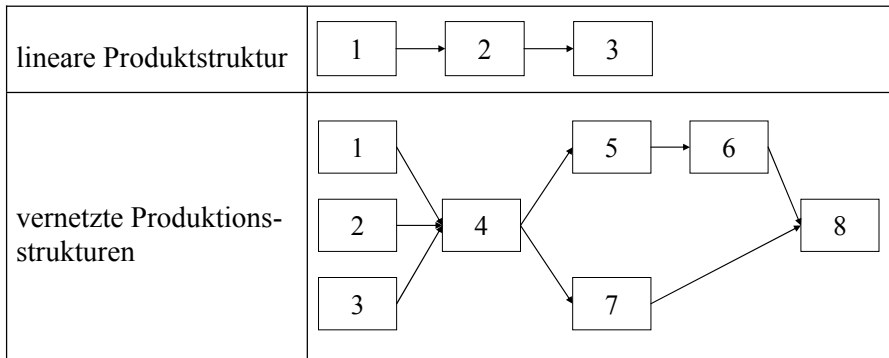 lineare Produktstruktur
1 2 3
vernetzte Produktions-
strukturen
1 5 6
2 4 8
3 7